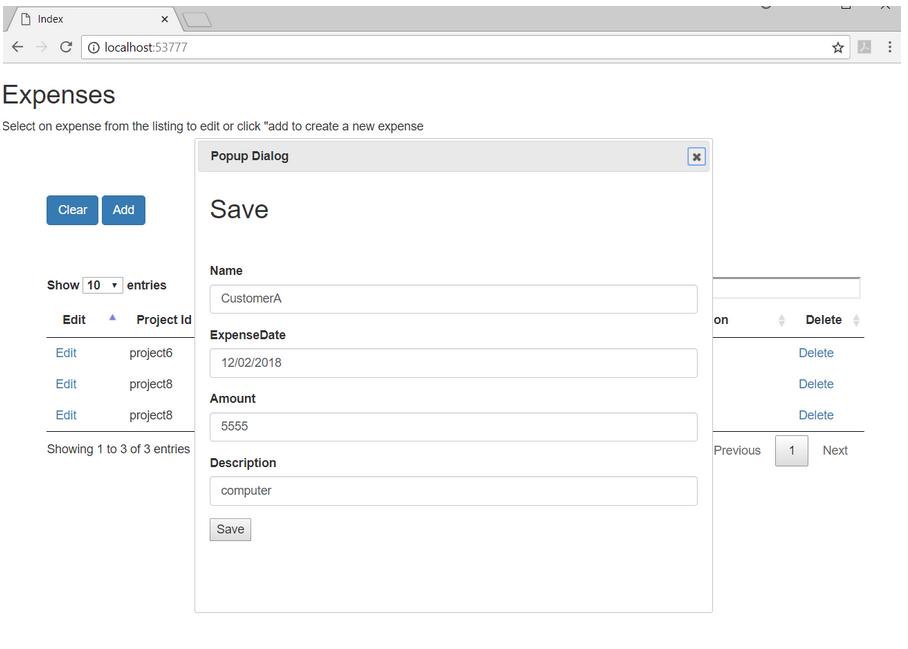 Index
localhost:53777
Expenses
Select on expense from the listing to edit or click "add to create a new expense
Popup Dialog
Clear Add
Save
Name
CustomerA
Show 10 entries
Edit Project Id on Delete
ExpenseDate
Edit project6 12/02/2018 Delete
Edit project8 Delete
Amount
Edit project8 5555 Delete
Showing 1 to 3 of 3 entries Previous 1 Next
Description
computer
Save